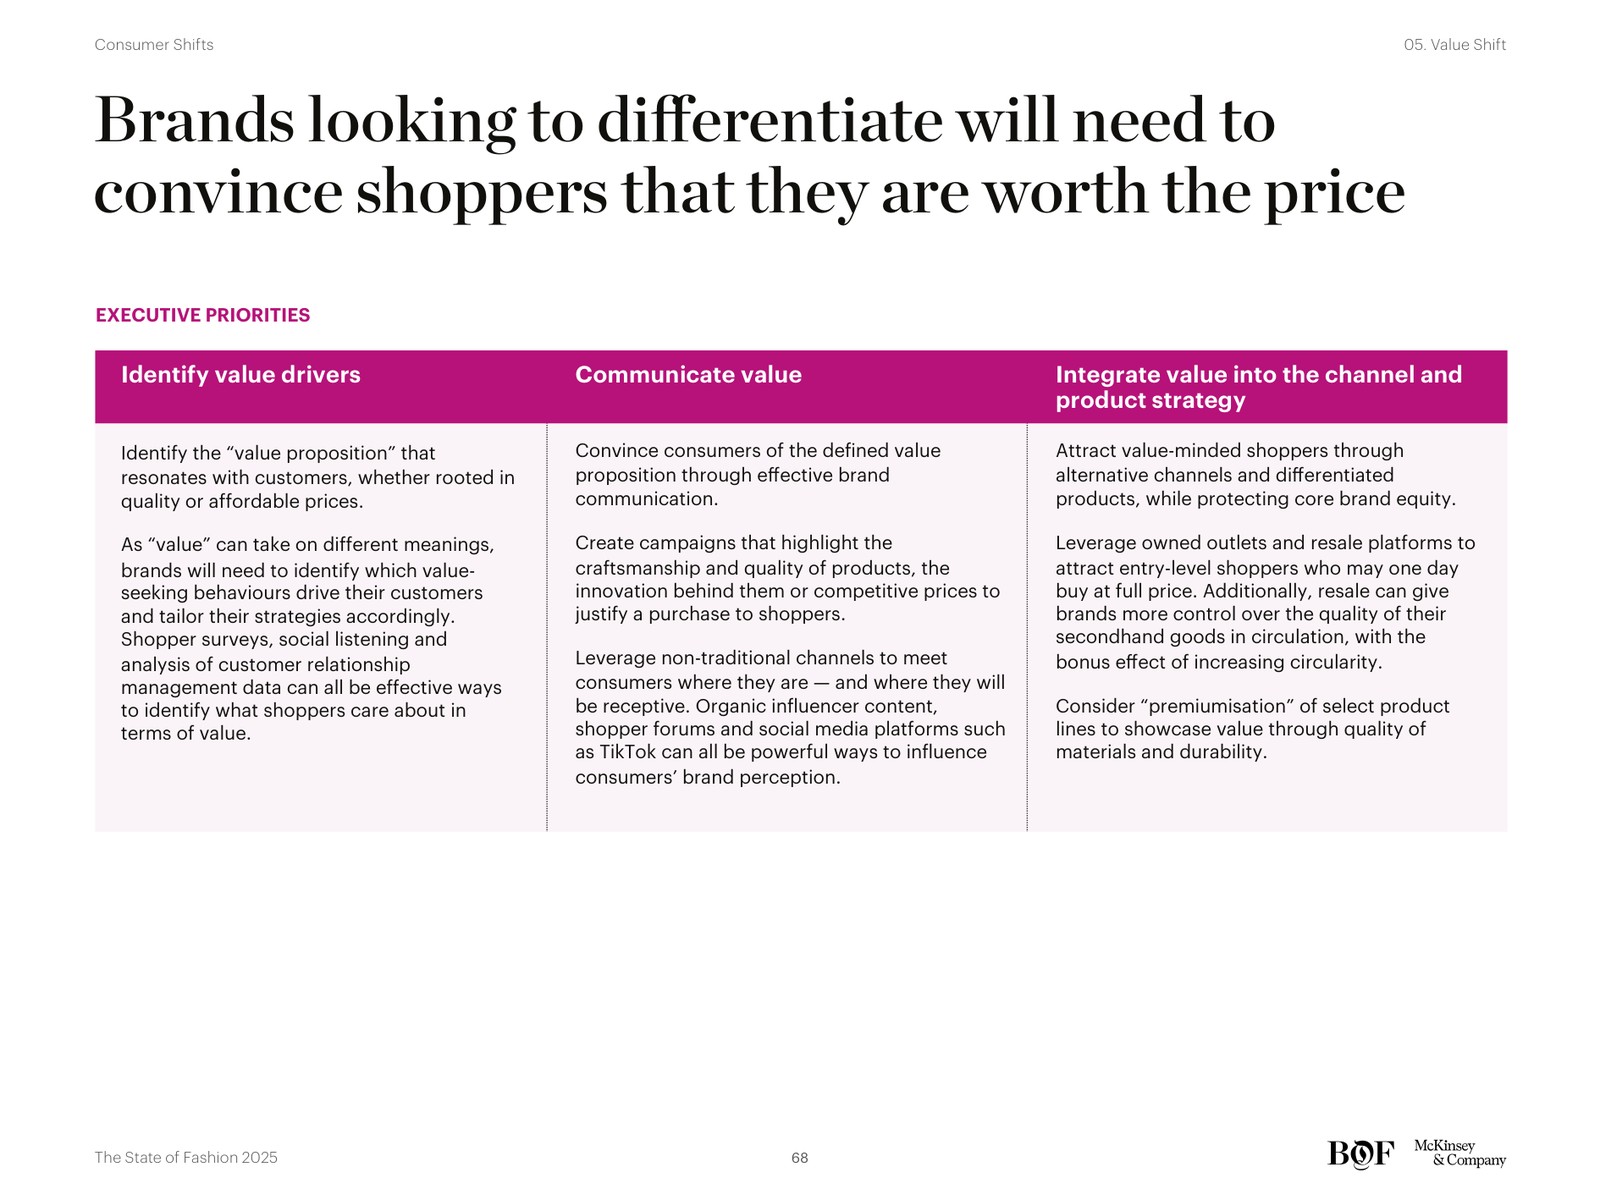 Consumer Shifts
05. Value Shift
Brands looking to differentiate will need to
convince shoppers that they are worth the price
EXECUTIVE PRIORITIES
Identify value drivers
Identify the “value proposition” that
resonates with customers, whether rooted in
quality or affordable prices.
As “value” can take on different meanings,
brands will need to identify which value-
seeking behaviours drive their customers
and tailor their strategies accordingly.
Shopper surveys, social listening and
analysis of customer relationship
management data can all be effective ways
to identify what shoppers care about in
terms of value.
Communicate value
Convince consumers of the defined value
proposition through effective brand
communication.
Create campaigns that highlight the
craftsmanship and quality of products, the
innovation behind them or competitive prices to
justify a purchase to shoppers.
Leverage non-traditional channels to meet
consumers where they are — and where they will
be receptive. Organic influencer content,
shopper forums and social media platforms such
as TikTok can all be powerful ways to influence
consumers’ brand perception.
Integrate value into the channel and
product strategy
Attract value-minded shoppers through
alternative channels and differentiated
products, while protecting core brand equity.
Leverage owned outlets and resale platforms to
attract entry-level shoppers who may one day
buy at full price. Additionally, resale can give
brands more control over the quality of their
secondhand goods in circulation, with the
bonus effect of increasing circularity.
Consider “premiumisation” of select product
lines to showcase value through quality of
materials and durability.
The State of Fashion 2025
68
BOF
McKinsey
& Company